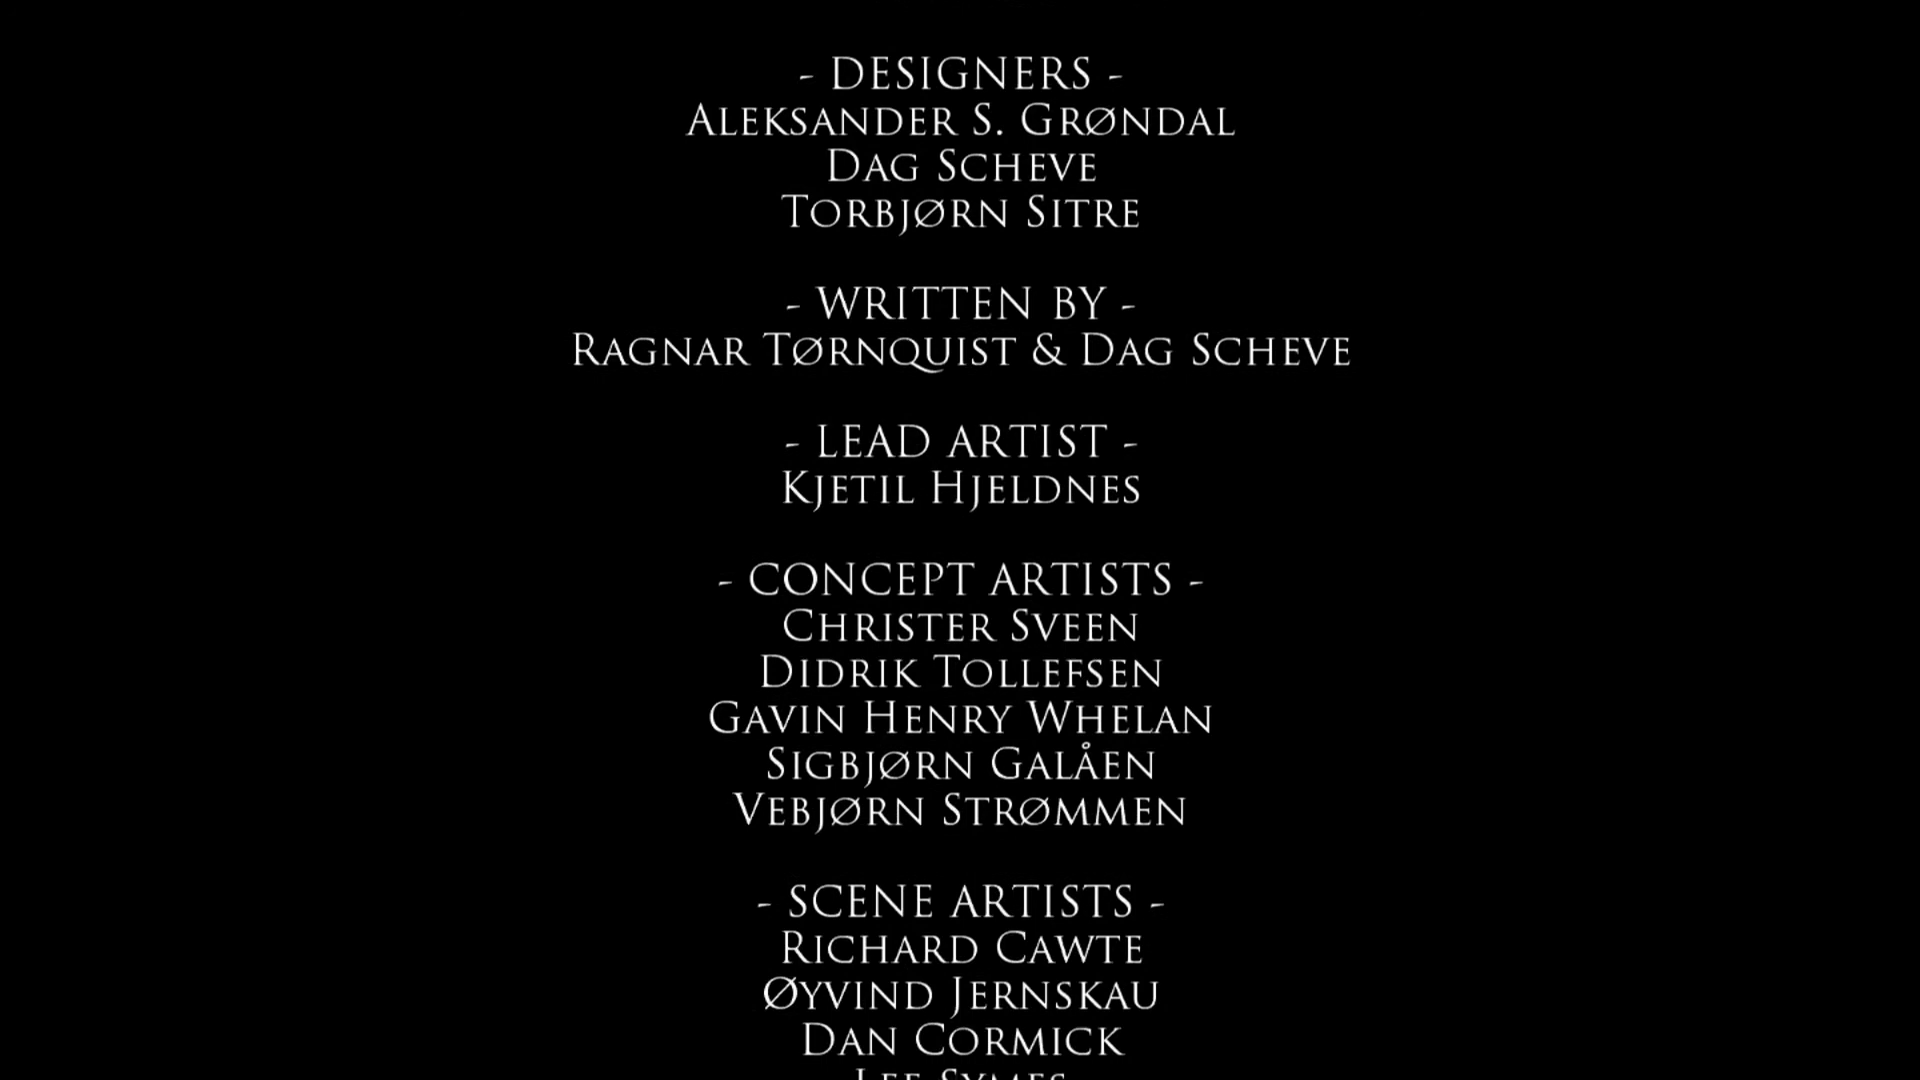 - DESIGNERS -
Aleksander S. Grøndal
Dag Scheve
Torbjørn Sitre
- WRITTEN BY -
Ragnar Tørnquist & Dag Scheve
- LEAD ARTIST -
Kjetil Hjeldnes
- CONCEPT ARTISTS -
Christer Sveen
Didrik Tollefsen
Gavin Henry Whelan
Sigbjørn Galåen
Vebjørn Strømmen
- SCENE ARTISTS -
Richard Cawte
Øyvind Jernskau
Dan Cormick
Lee Symes